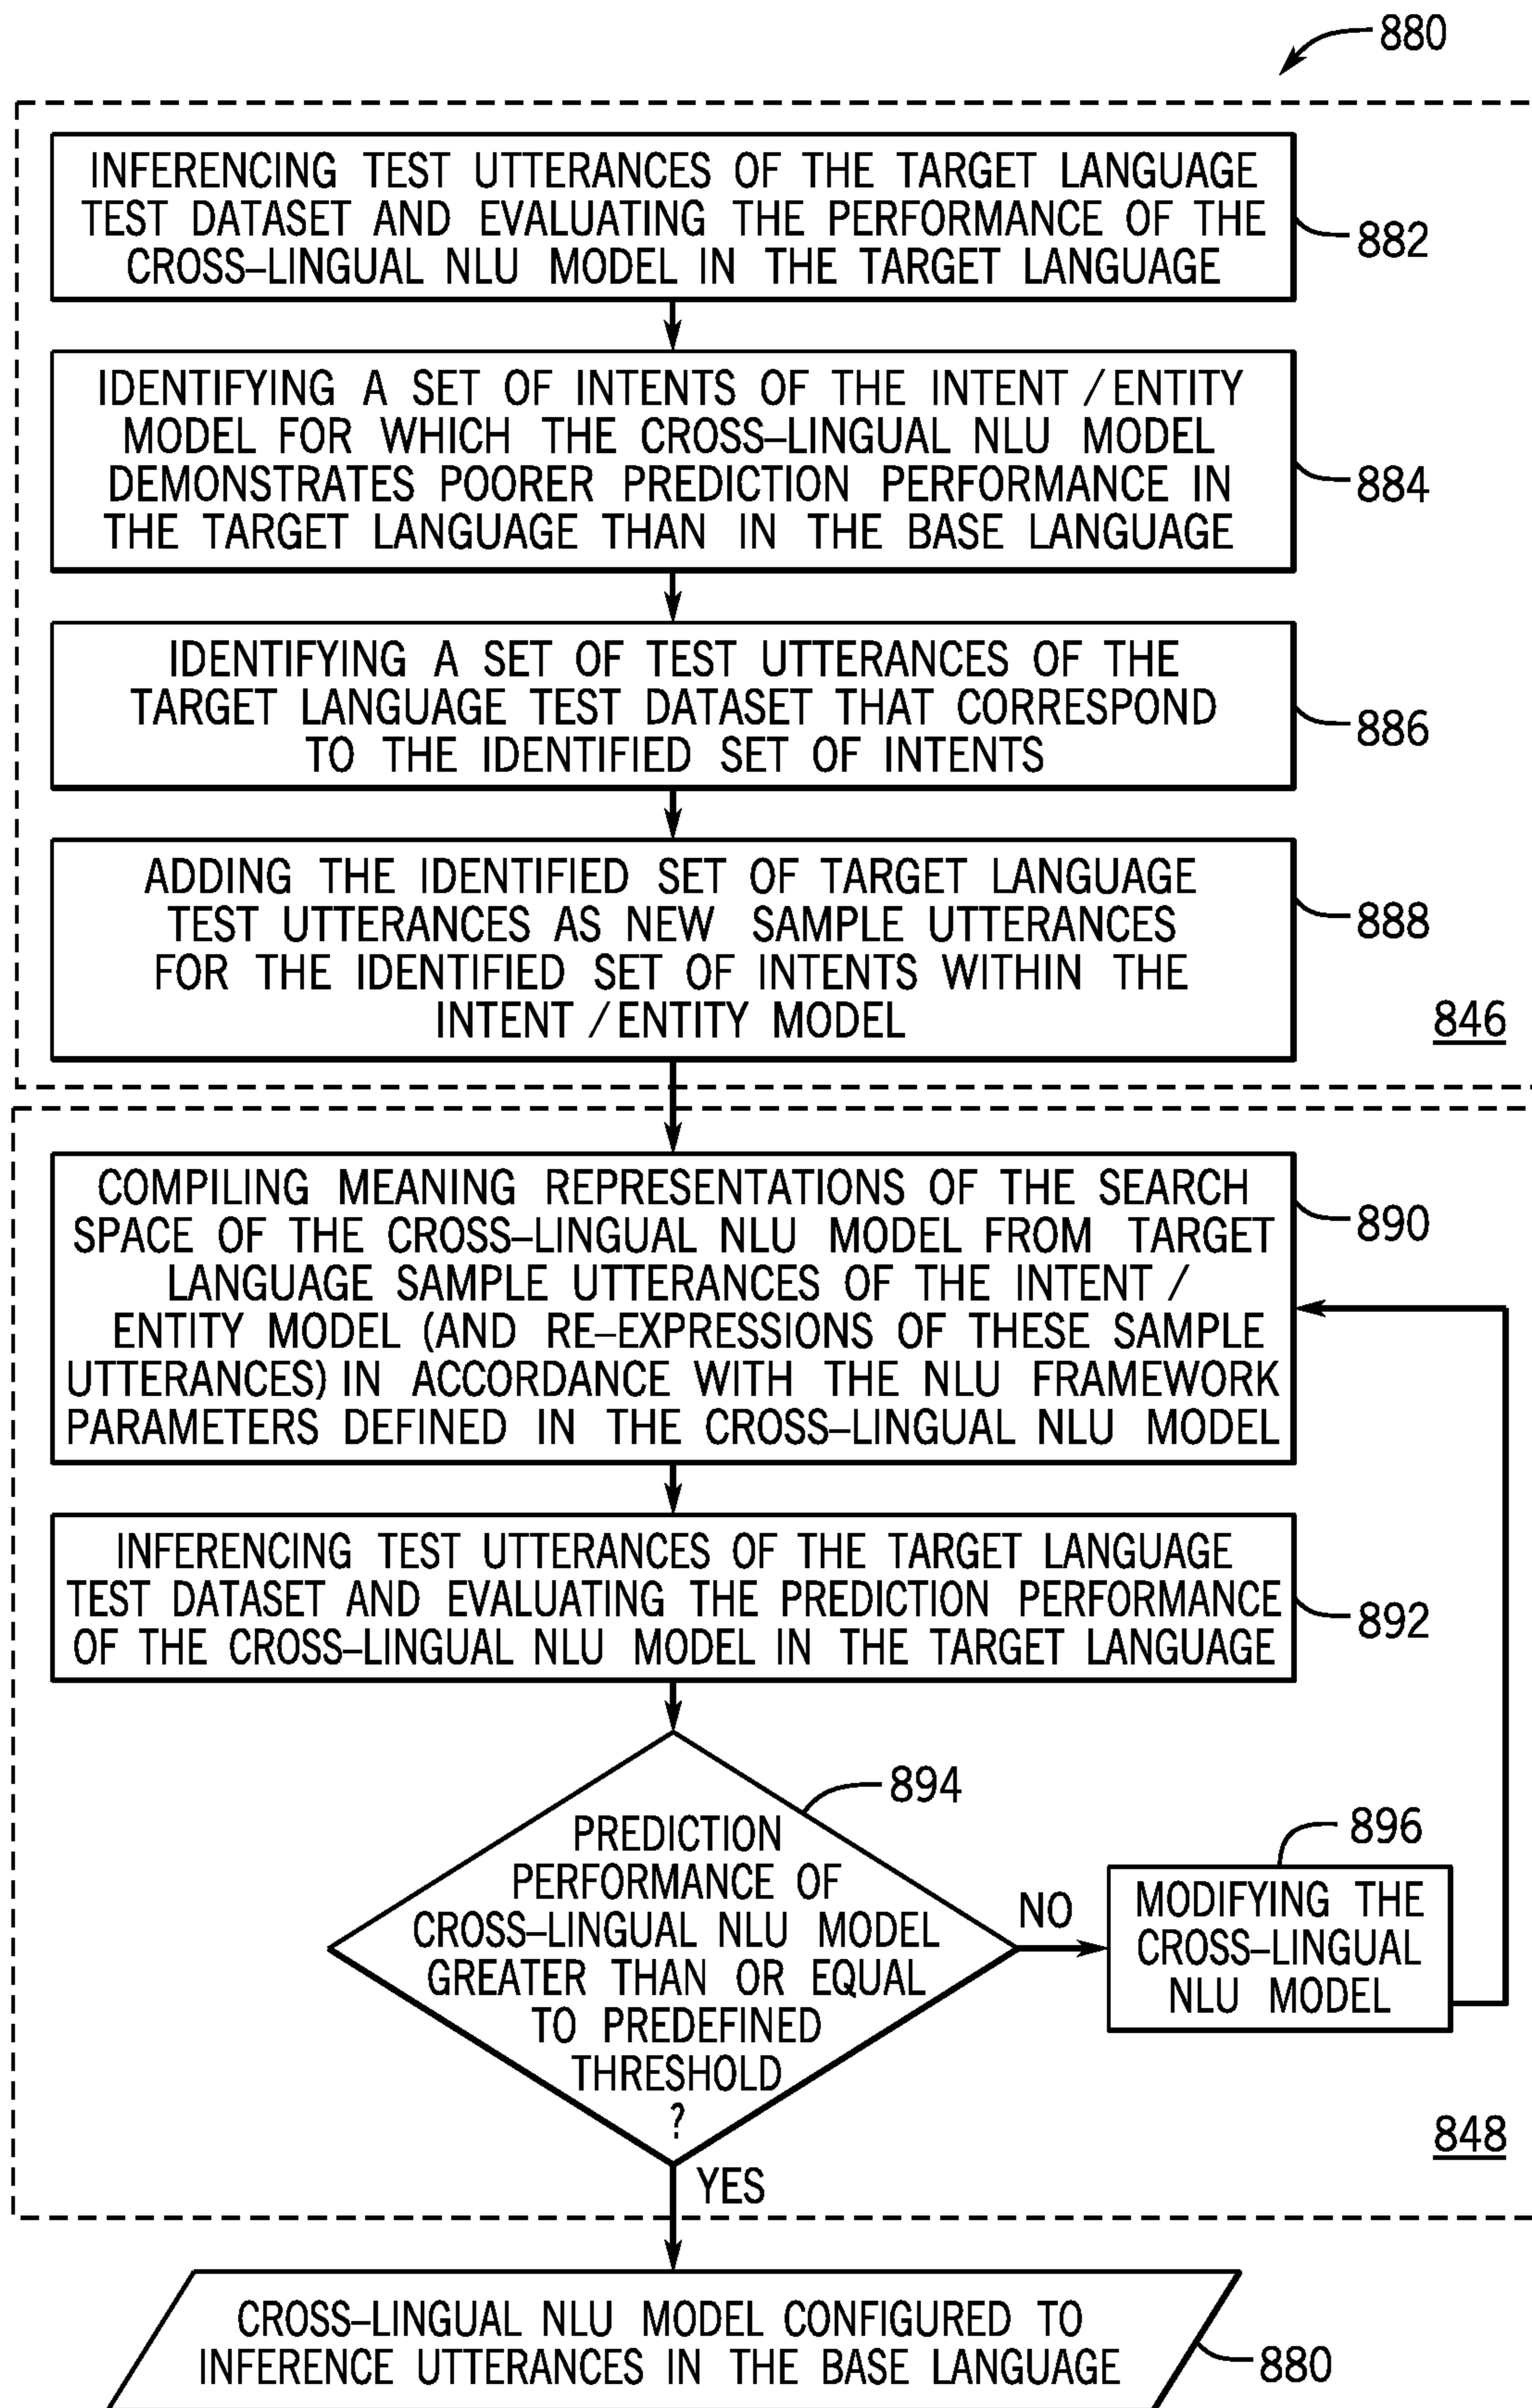 880
INFERENCING TEST UTTERANCES OF THE TARGET LANGUAGE
TEST DATASET AND EVALUATING THE PERFORMANCE OF THE
CROSS–LINGUAL NLU MODEL IN THE TARGET LANGUAGE
882
IDENTIFYING A SET OF INTENTS OF THE INTENT /ENTITY
MODEL FOR WHICH THE CROSS–LINGUAL NLU MODEL
DEMONSTRATES POORER PREDICTION PERFORMANCE IN
THE TARGET LANGUAGE THAN IN THE BASE LANGUAGE
884
IDENTIFYING A SET OF TEST UTTERANCES OF THE
TARGET LANGUAGE TEST DATASET THAT CORRESPOND
TO THE IDENTIFIED SET OF INTENTS
886
ADDING THE IDENTIFIED SET OF TARGET LANGUAGE
TEST UTTERANCES AS NEW SAMPLE UTTERANCES
FOR THE IDENTIFIED SET OF INTENTS WITHIN THE
INTENT /ENTITY MODEL
888
846
COMPILING MEANING REPRESENTATIONS OF THE SEARCH
SPACE OF THE CROSS–LINGUAL NLU MODEL FROM TARGET
LANGUAGE SAMPLE UTTERANCES OF THE INTENT /
ENTITY MODEL (AND RE–EXPRESSIONS OF THESE SAMPLE
UTTERANCES) IN ACCORDANCE WITH THE NLU FRAMEWORK
PARAMETERS DEFINED IN THE CROSS–LINGUAL NLU MODEL
890
INFERENCING TEST UTTERANCES OF THE TARGET LANGUAGE
TEST DATASET AND EVALUATING THE PREDICTION PERFORMANCE
OF THE CROSS–LINGUAL NLU MODEL IN THE TARGET LANGUAGE
892
894
PREDICTION
PERFORMANCE OF
CROSS–LINGUAL NLU MODEL
GREATER THAN OR EQUAL
TO PREDEFINED
THRESHOLD
?
NO
896
MODIFYING THE
CROSS–LINGUAL
NLU MODEL
848
YES
CROSS–LINGUAL NLU MODEL CONFIGURED TO
INFERENCE UTTERANCES IN THE BASE LANGUAGE
880